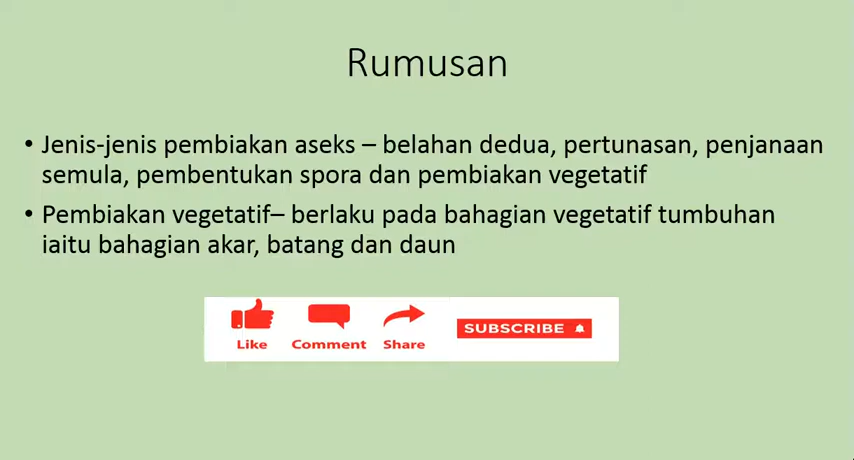 Rumusan
• Jenis-jenis pembiakan aseks – belahan dedua, pertunasan, penjanaan
semula, pembentukan spora dan pembiakan vegetatif
• Pembiakan vegetatif– berlaku pada bahagian vegetatif tumbuhan
iaitu bahagian akar, batang dan daun
Like Comment Share SUBSCRIBE